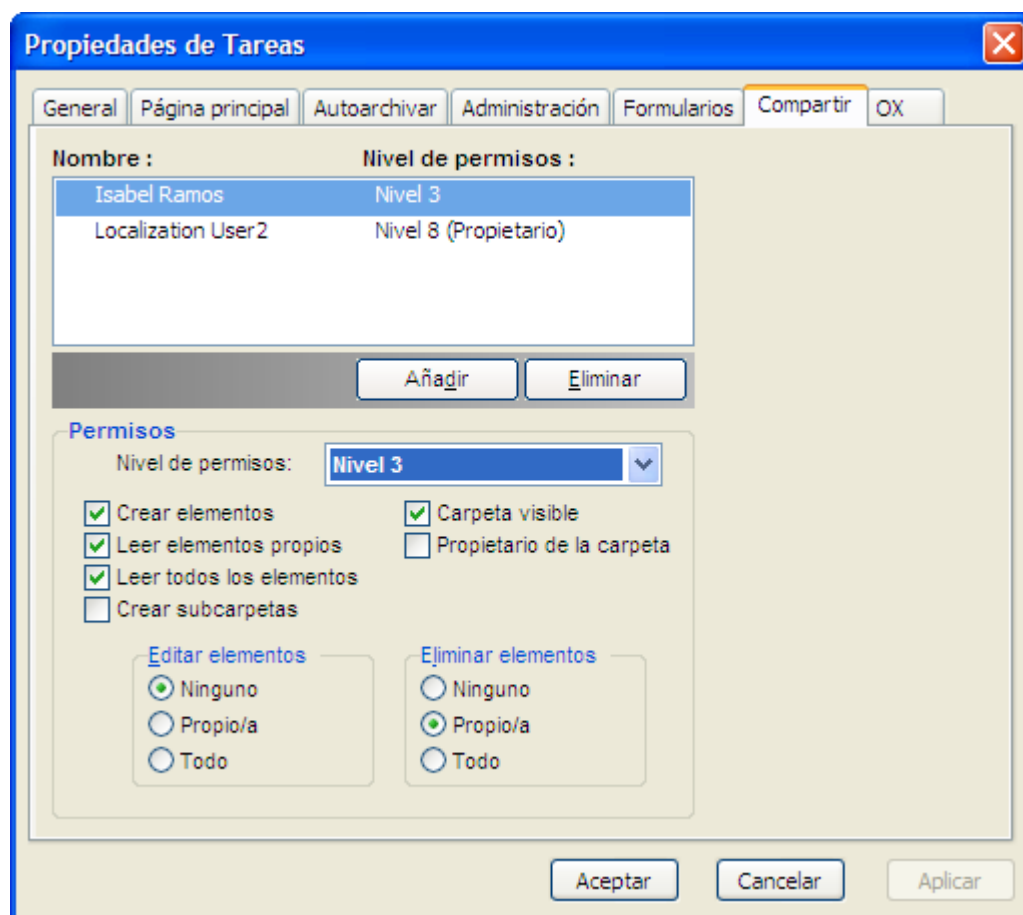 Propiedades de Tareas
General Página principal Autoarchivar Administración Formularios Compartir OX
Nombre : Nivel de permisos :
Isabel Ramos Nivel 3
Localization User2 Nivel 8 (Propietario)
Añadir Eliminar
Permisos
Nivel de permisos: Nivel 3
Crear elementos Carpeta visible
Leer elementos propios Propietario de la carpeta
Leer todos los elementos
Crear subcarpetas
Editar elementos Eliminar elementos
Ninguno Ninguno
Propio/a Propio/a
Todo Todo
Aceptar Cancelar Aplicar